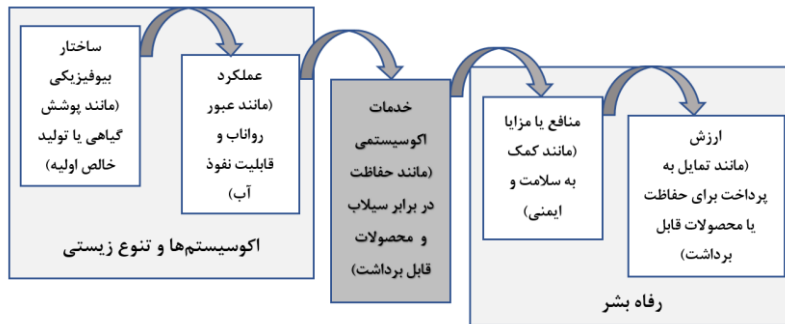 ساختار
بیوفیزیکی
(مانند پوشش
گیاهی یا تولید
خالص اولیه)
عملکرد
(مانند عبور
رواناب و
قابلیت نفوذ
آب)
اکوسیستم‌ها و تنوع زیستی
خدمات
اکوسیستمی
(مانند حفاظت
در برابر سیلاب
و محصولات
قابل برداشت)
منافع یا مزایا
(مانند کمک
به سلامت و
ایمنی)
ارزش
(مانند تمایل به
پرداخت برای حفاظت
یا محصولات قابل
برداشت)
رفاه بشر